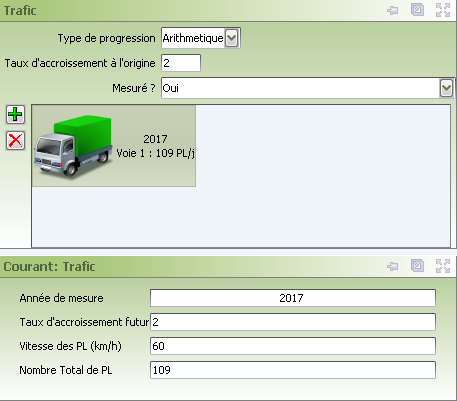 Trafic
Type de progression Arithmetique
Taux d'accroissement à l'origine 2
Mesuré ? Oui
2017
Voie 1 : 109 PL/j
Courant: Trafic
Année de mesure 2017
Taux d'accroissement futur 2
Vitesse des PL (km/h) 60
Nombre Total de PL 109